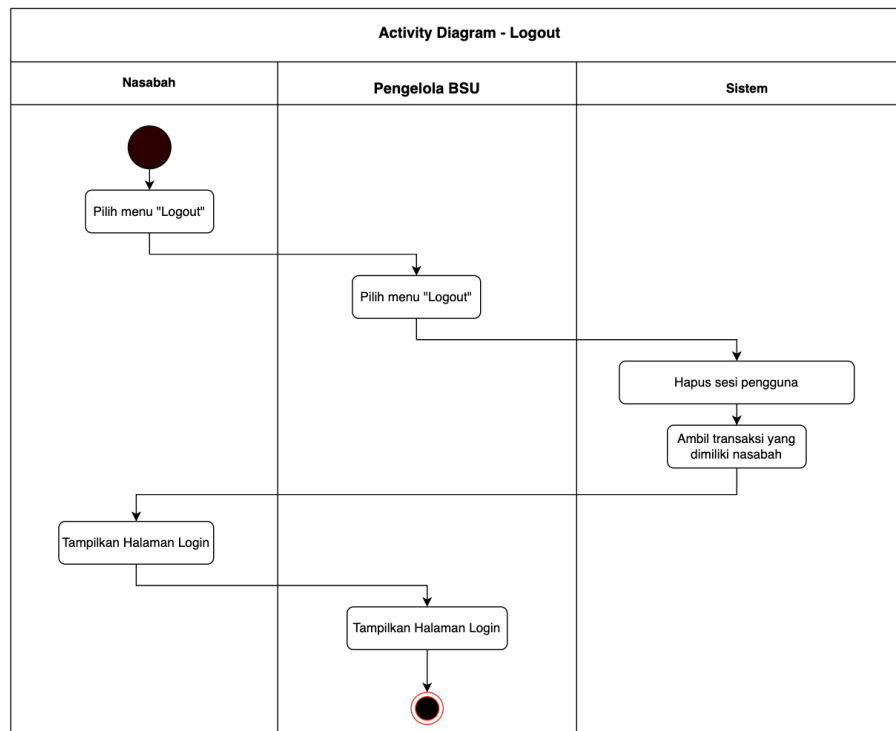 Activity Diagram - Logout
Nasabah
Pengelola BSU
Sistem
Pilih menu "Logout"
Pilih menu "Logout"
Hapus sesi pengguna
Ambil transaksi yang
dimiliki nasabah
Tampilkan Halaman Login
Tampilkan Halaman Login